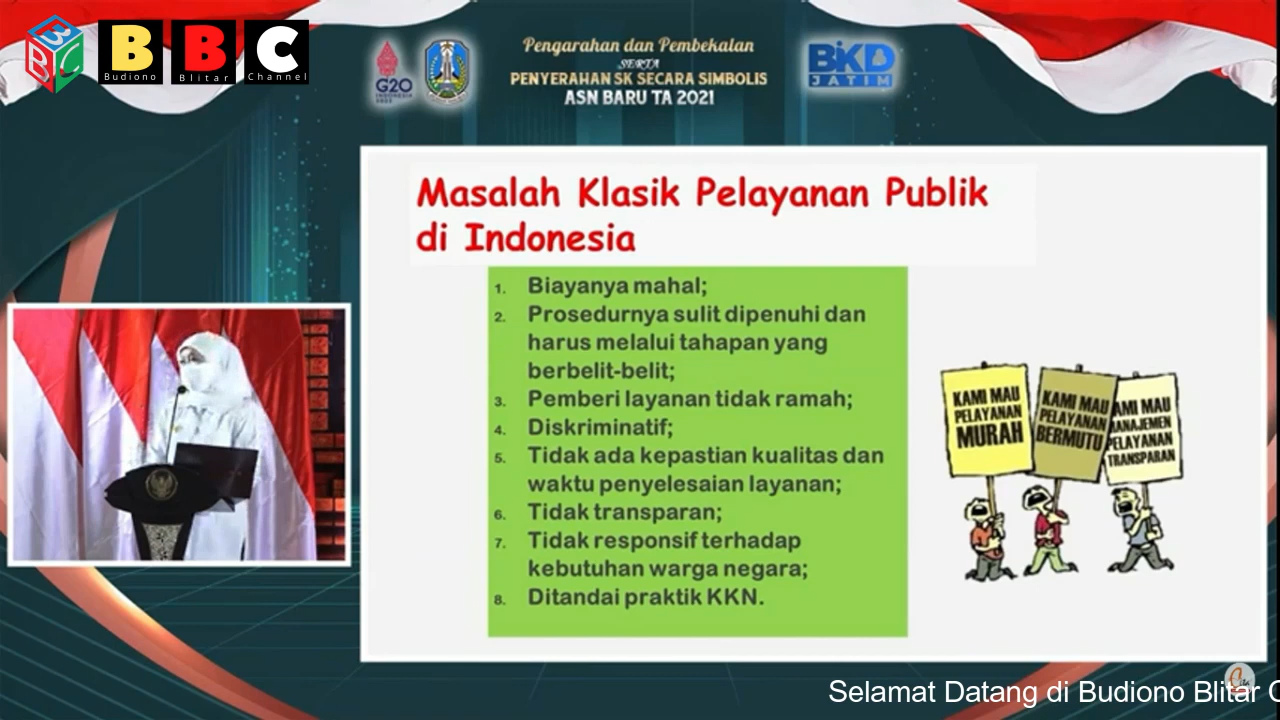 BBC
BBC
Budiono Blitar Channel
G20
INDONESIA
2022
Pengarahan dan Pembekalan
SERTA
PENYERAHAN SK SECARA SIMBOLIS
ASN BARU TA 2021
BKD
JATIM
Masalah Klasik Pelayanan Publik
di Indonesia
1. Biayanya mahal;
2. Prosedurnya sulit dipenuhi dan
harus melalui tahapan yang
berbelit-belit;
3. Pemberi layanan tidak ramah;
4. Diskriminatif;
5. Tidak ada kepastian kualitas dan
waktu penyelesaian layanan;
6. Tidak transparan;
7. Tidak responsif terhadap
kebutuhan warga negara;
8. Ditandai praktik KKN.
KAMI MAU
PELAYANAN
MURAH
KAMI MAU
PELAYANAN
BERMUTU
AMI MAU
MANAJEMEN
PELAYANAN
TRANSPARAN
Selamat Datang di Budiono Blitar C